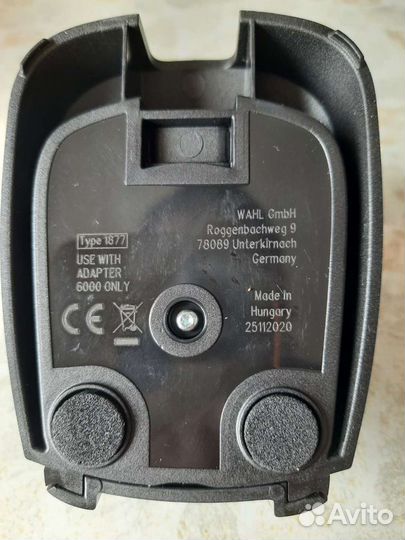 Type 1877
USE WITH
ADAPTER
6000 ONLY
CE
WAHL GmbH
Roggenbachweg 9
78089 Unterkirnach
Germany
Made in
Hungary
25112020
Avito